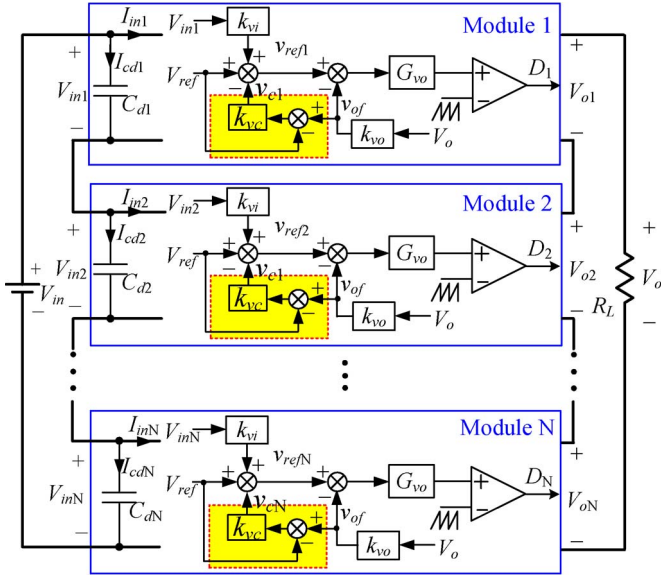 I_in1 V_in1 k_vi v_ref1 Module 1
+ I_cd1 V_ref + + + G_vo + D_1 +
V_in1 C_d1 − v_c1 − v_of − V_o1
k_vc + − k_vo V_o
− −
I_in2 V_in2 k_vi v_ref2 Module 2
+ I_cd2 V_ref + + + G_vo + D_2 + +
V_in2 C_d2 − v_c1 − v_of − V_o2 R_L V_o
+ V_in − k_vc + − k_vo V_o −
− −
I_inN V_inN k_vi v_refN Module N
+ I_cdN V_ref + + + G_vo + D_N +
V_inN C_dN − v_cN − v_of − V_oN
k_vc + − k_vo V_o
− −